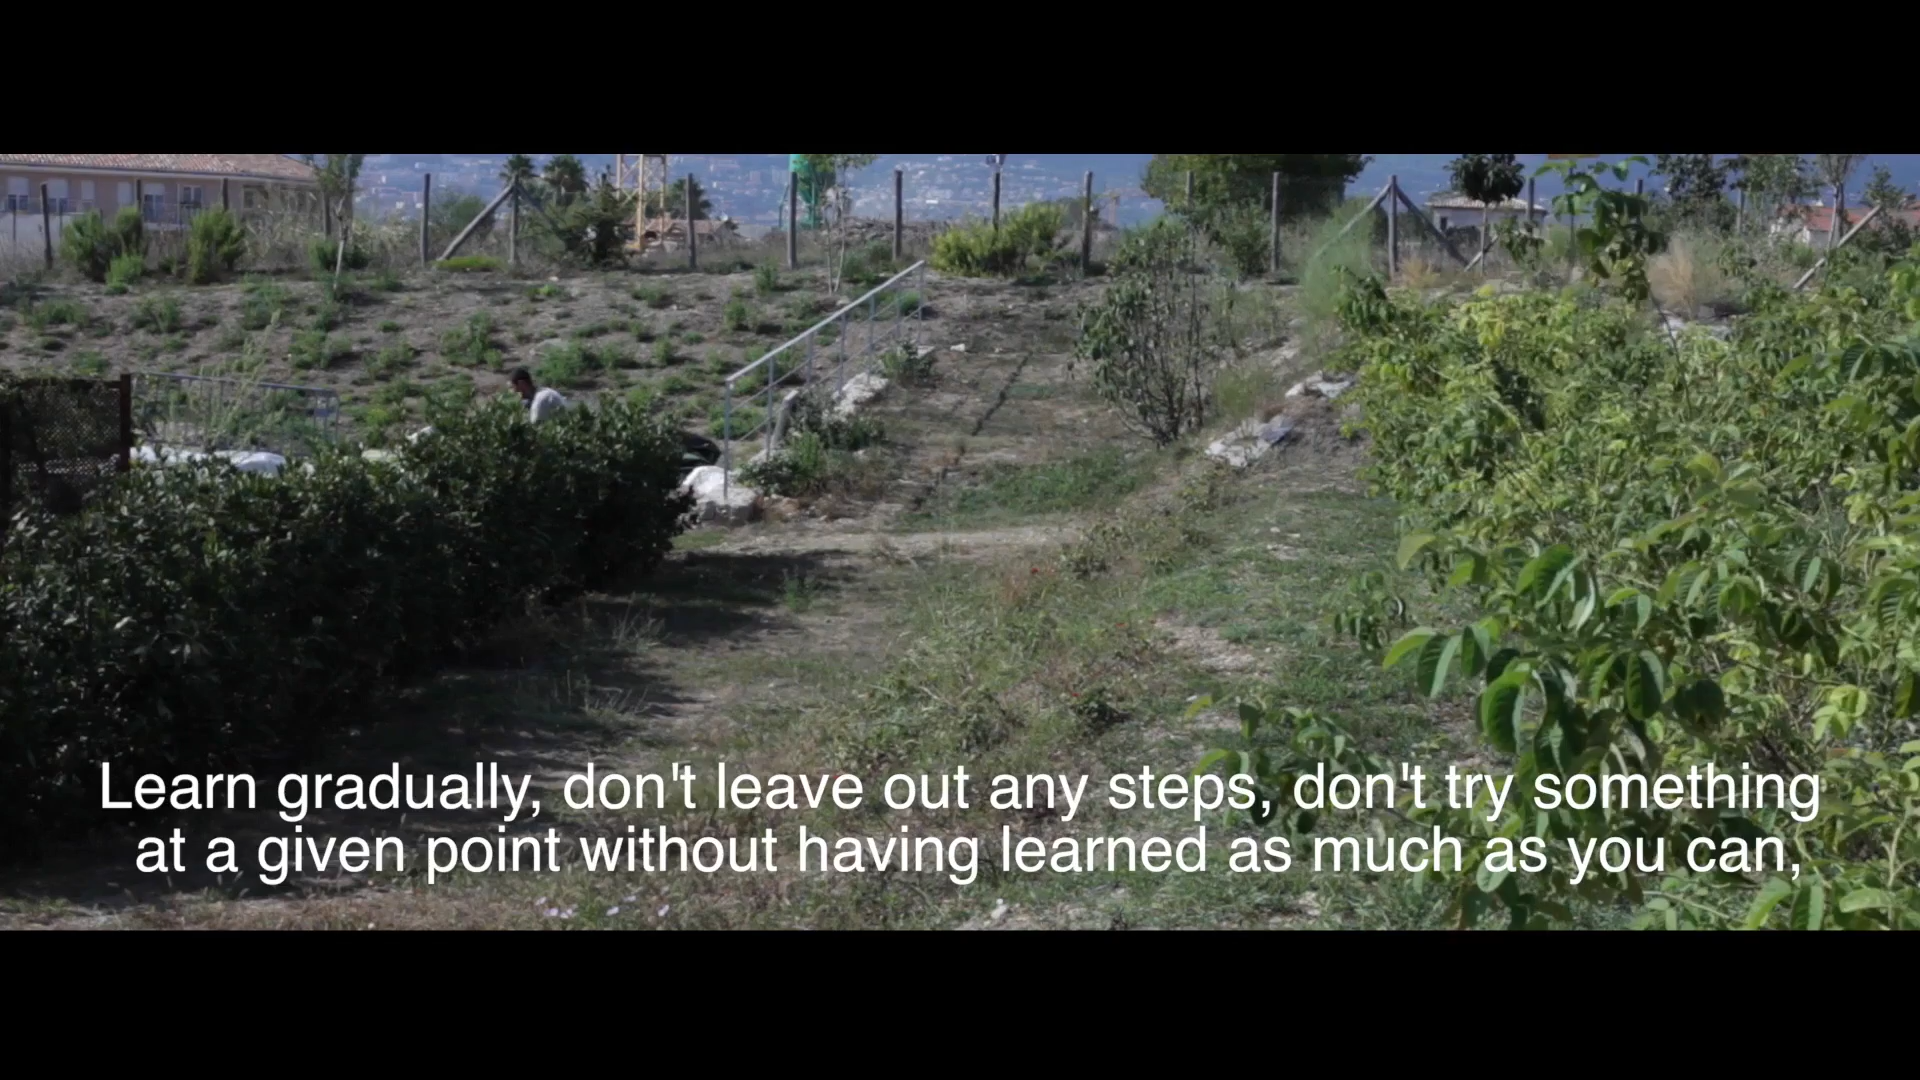 Learn gradually, don't leave out any steps, don't try something
at a given point without having learned as much as you can,